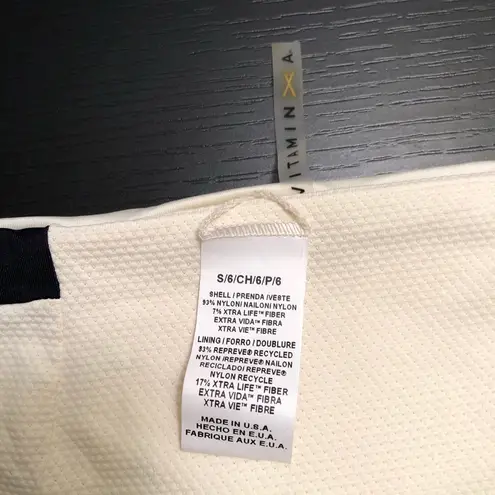 VITAMIN A.
S/6/CH/6/P/6
SHELL / PRENDA /VESTE
93% NYLON/ NAILON/ NYLON
7% XTRA LIFE™ FIBER
EXTRA VIDA™ FIBRA
XTRA VIE™ FIBRE
LINING / FORRO / DOUBLURE
83% REPREVE® RECYCLED
NYLON /REPREVE® NAILON
RECICLADO/ REPREVE®
NYLON RECYCLE
17% XTRA LIFE™ FIBER
EXTRA VIDA™ FIBRA
XTRA VIE™ FIBRE
MADE IN U.S.A.
HECHO EN E.U.A.
FABRIQUE AUX E.U.A.